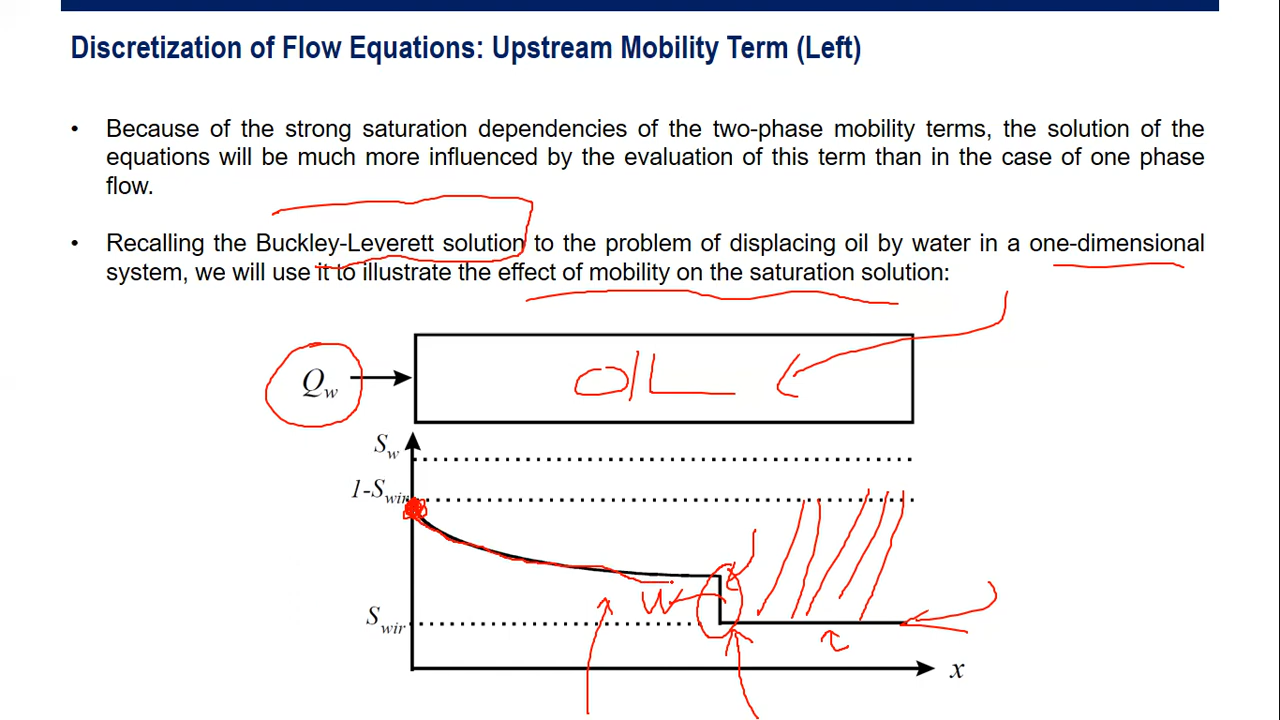 Discretization of Flow Equations: Upstream Mobility Term (Left)
• Because of the strong saturation dependencies of the two-phase mobility terms, the solution of the
equations will be much more influenced by the evaluation of this term than in the case of one phase
flow.
• Recalling the Buckley-Leverett solution to the problem of displacing oil by water in a one-dimensional
system, we will use it to illustrate the effect of mobility on the saturation solution:
Qw
OIL
Sw
1-Swir
W
Swir
x